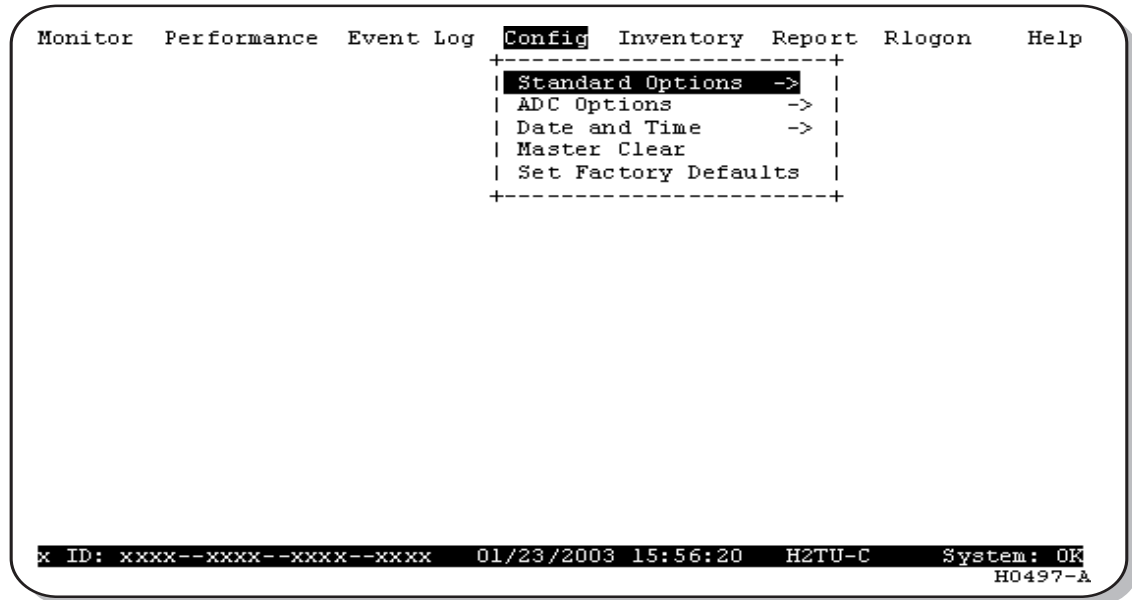 Monitor Performance Event Log Config Inventory Report Rlogon Help
+-----------------------+
| Standard Options -> |
| ADC Options -> |
| Date and Time -> |
| Master Clear |
| Set Factory Defaults |
+-----------------------+
x ID: xxxx--xxxx--xxxx--xxxx 01/23/2003 15:56:20 H2TU-C System: OK
H0497-A